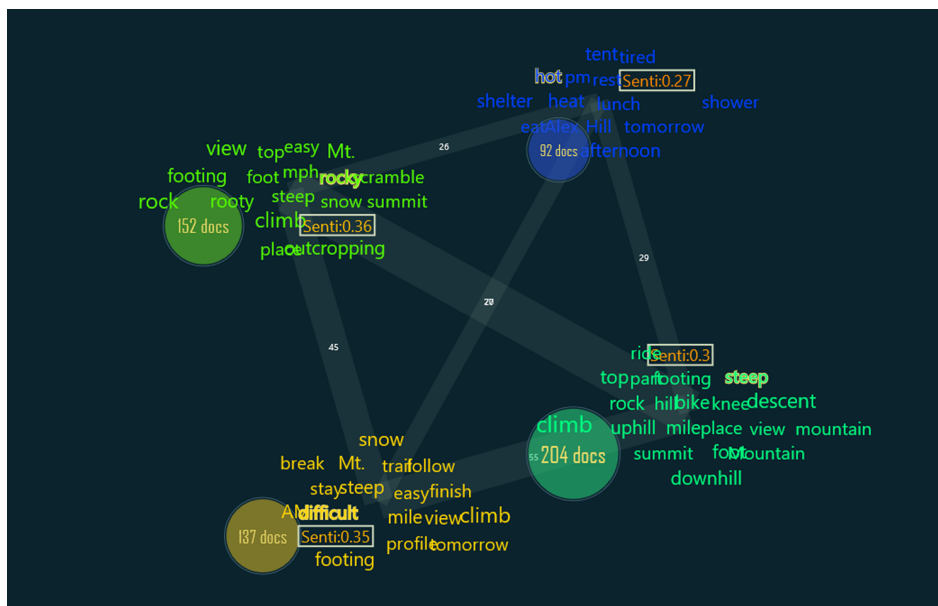 tent tired
hot pm rest Senti:0.27
shelter heat lunch shower
eat Alex Hill tomorrow
92 docs afternoon
26
view top easy Mt.
footing foot mph rocky scramble
rock rooty steep snow summit
152 docs climb Senti:0.36
place outcropping
29
45
ride Senti:0.3
top part footing steep
rock hill bike knee descent
climb uphill mile place view mountain
55 204 docs summit foot Mountain
downhill
snow
break Mt. trail follow
stay steep easy finish
AM difficult mile view climb
137 docs Senti:0.35 profile tomorrow
footing